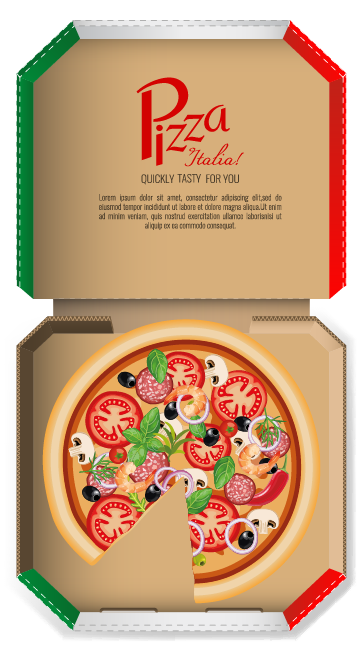 Pizza
Italia!
QUICKLY TASTY FOR YOU
Lorem ipsum dolor sit amet, consectetur adipiscing elit,sed do
eiusmod tempor incididunt ut labore et dolore magna aliqua.Ut enim
ad minim veniam, quis nostrud exercitation ullamco laborisnisi ut
aliquip ex ea commodo consequat.